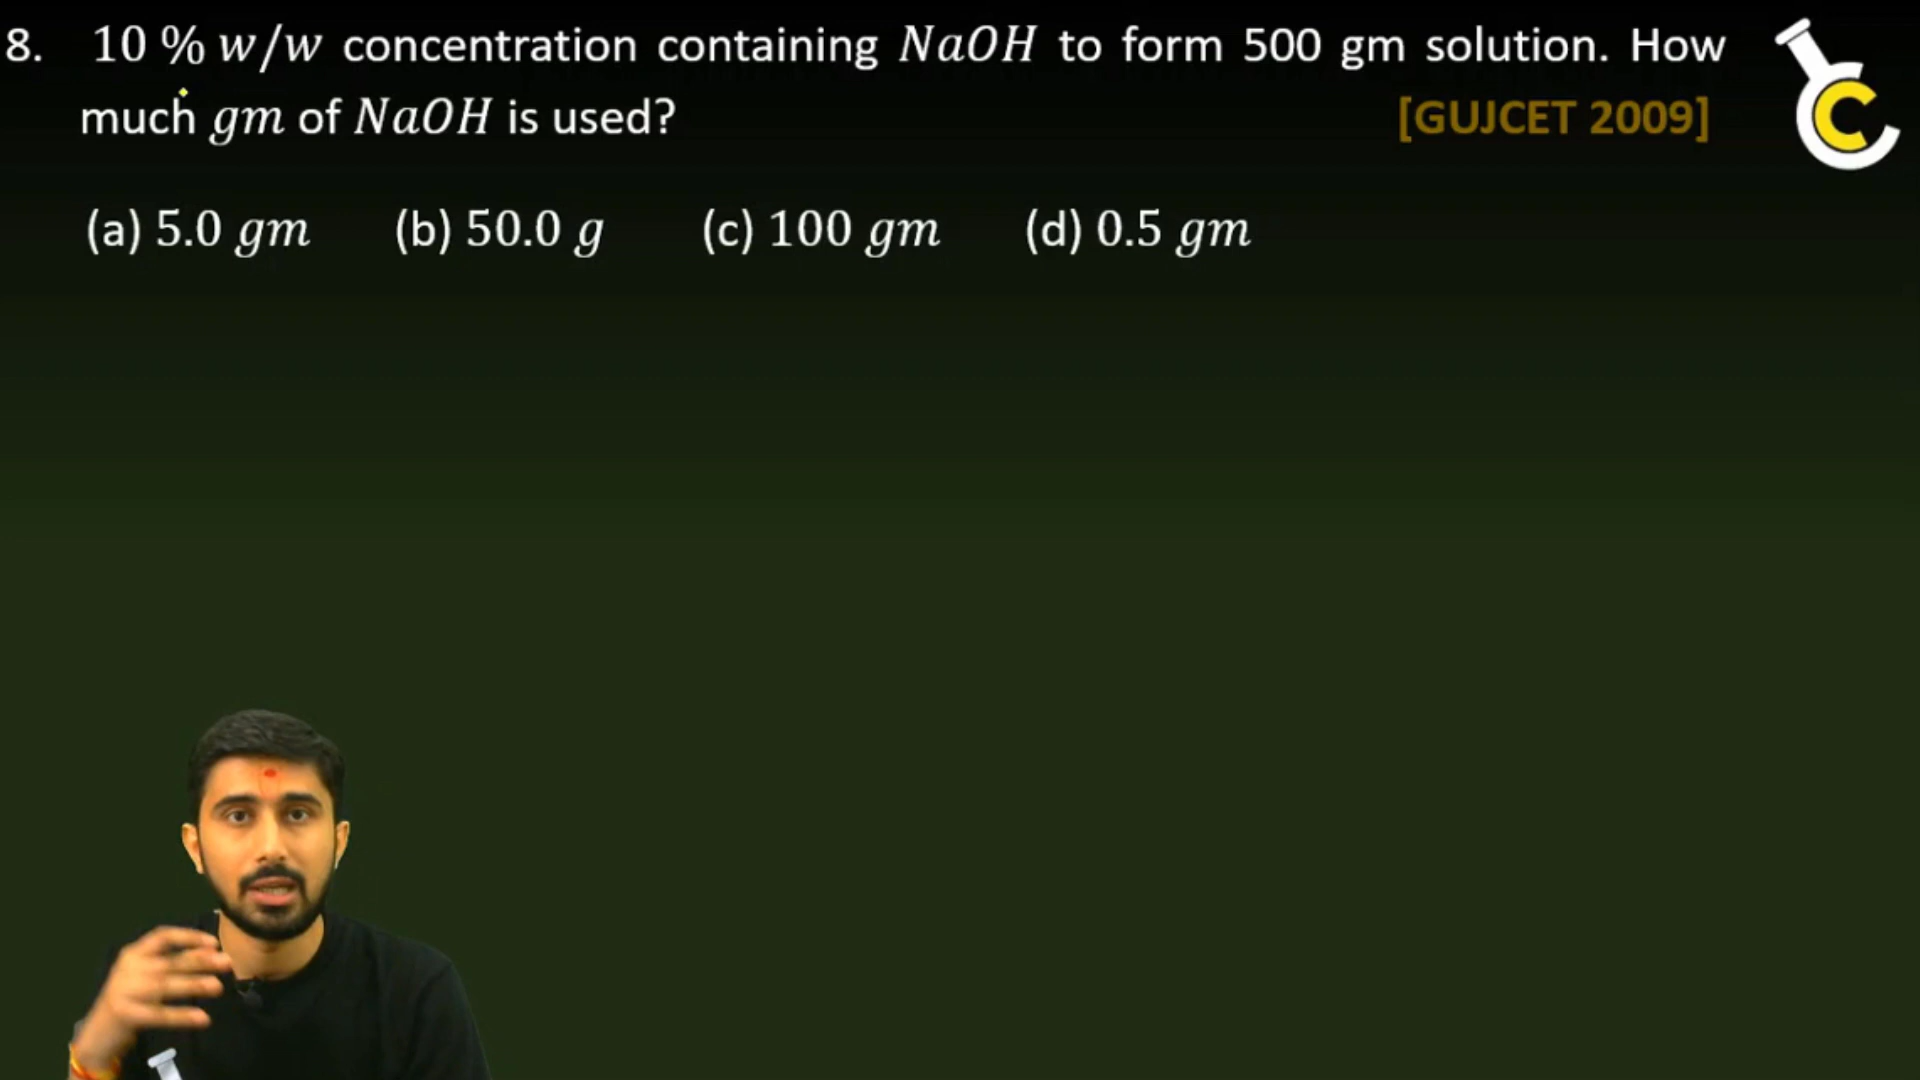 8. 10 % w/w concentration containing NaOH to form 500 gm solution. How
much gm of NaOH is used? [GUJCET 2009]
(a) 5.0 gm (b) 50.0 g (c) 100 gm (d) 0.5 gm
C